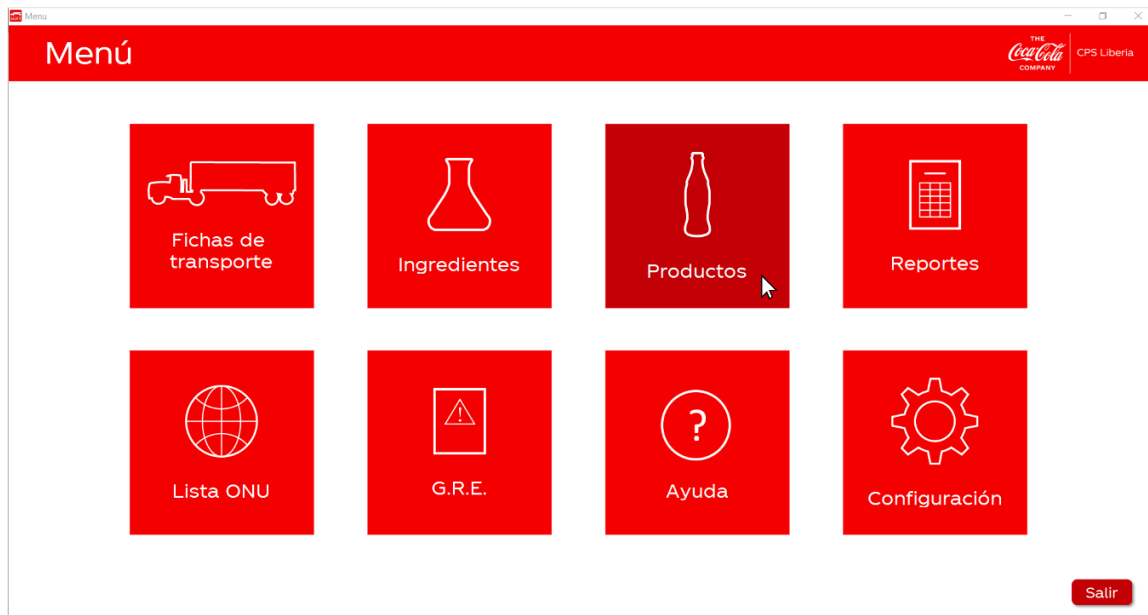 Menu
Menú
THE
Coca-Cola
COMPANY
CPS Liberia
Fichas de
transporte
Ingredientes
Productos
Reportes
Lista ONU
G.R.E.
?
Ayuda
Configuración
Salir